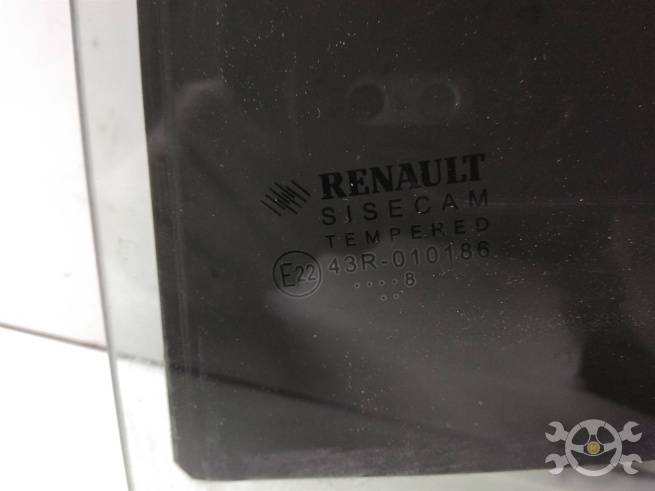 RENAULT
SISECAM
TEMPERED
E22 43R-010186
....8
..